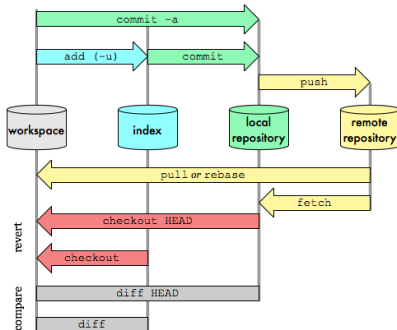 commit -a
add (-u)
commit
push
workspace
index
local
repository
remote
repository
pull or rebase
fetch
revert
checkout HEAD
checkout
compare
diff HEAD
diff